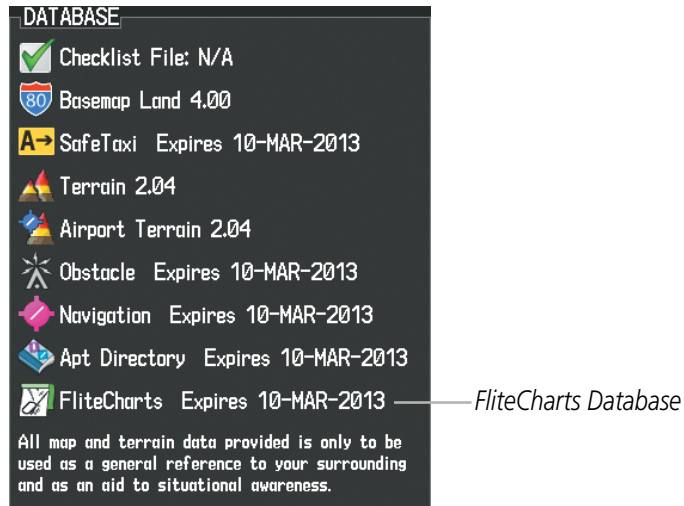 DATABASE
Checklist File: N/A
80 Basemap Land 4.00
A→ SafeTaxi Expires 10-MAR-2013
Terrain 2.04
Airport Terrain 2.04
Obstacle Expires 10-MAR-2013
Navigation Expires 10-MAR-2013
Apt Directory Expires 10-MAR-2013
FliteCharts Expires 10-MAR-2013
FliteCharts Database
All map and terrain data provided is only to be
used as a general reference to your surrounding
and as an aid to situational awareness.